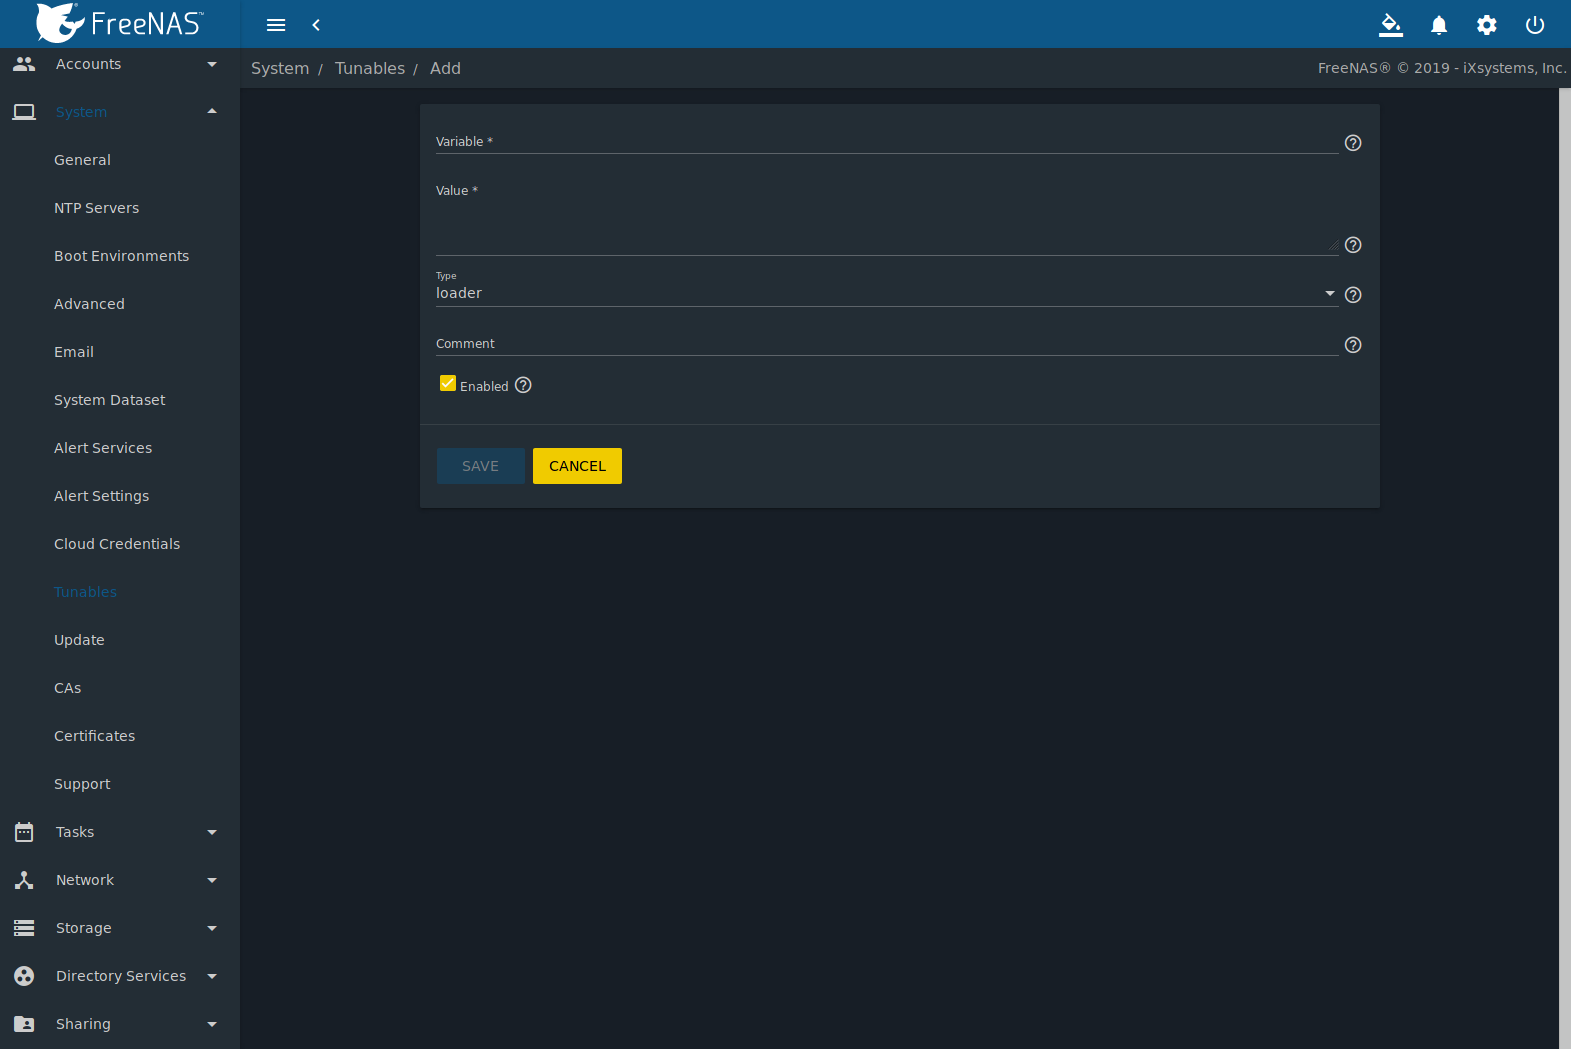 FreeNAS™
System / Tunables / Add
FreeNAS® © 2019 - iXsystems, Inc.
Accounts
System
General
NTP Servers
Boot Environments
Advanced
Email
System Dataset
Alert Services
Alert Settings
Cloud Credentials
Tunables
Update
CAs
Certificates
Support
Tasks
Network
Storage
Directory Services
Sharing
Variable *
Value *
Type
loader
Comment
Enabled
SAVE
CANCEL